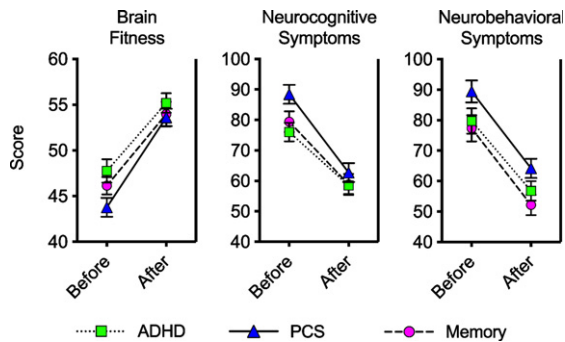 Brain Fitness
Neurocognitive Symptoms
Neurobehavioral Symptoms
Score
60
55
50
45
40
Before
After
100
90
80
70
60
50
40
Before
After
100
90
80
70
60
50
40
Before
After
ADHD
PCS
Memory